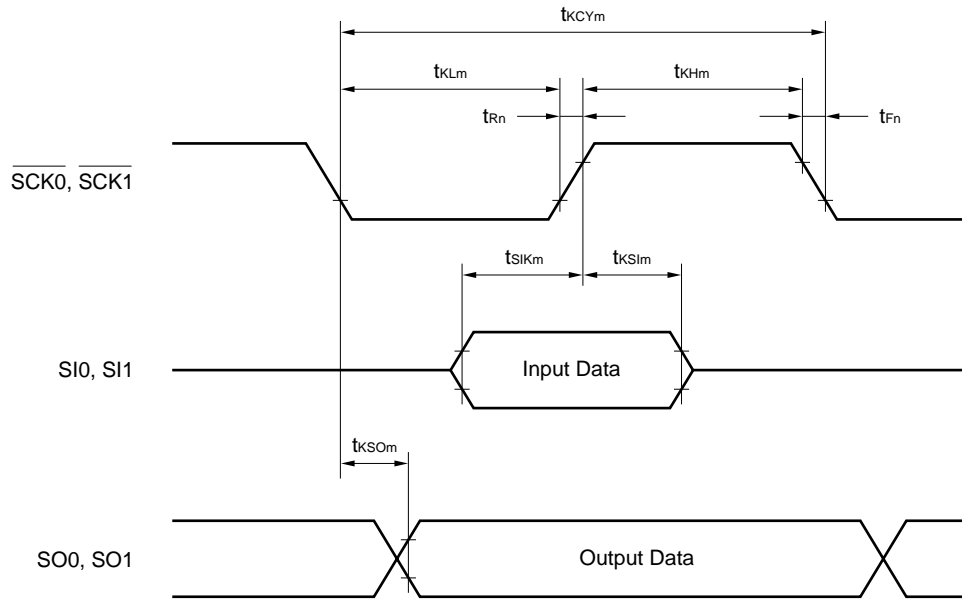 tKCYm
tKLm
tKHm
tRn
tFn
SCK0, SCK1
tSIKm
tKSIm
SI0, SI1
Input Data
tKSOm
SO0, SO1
Output Data